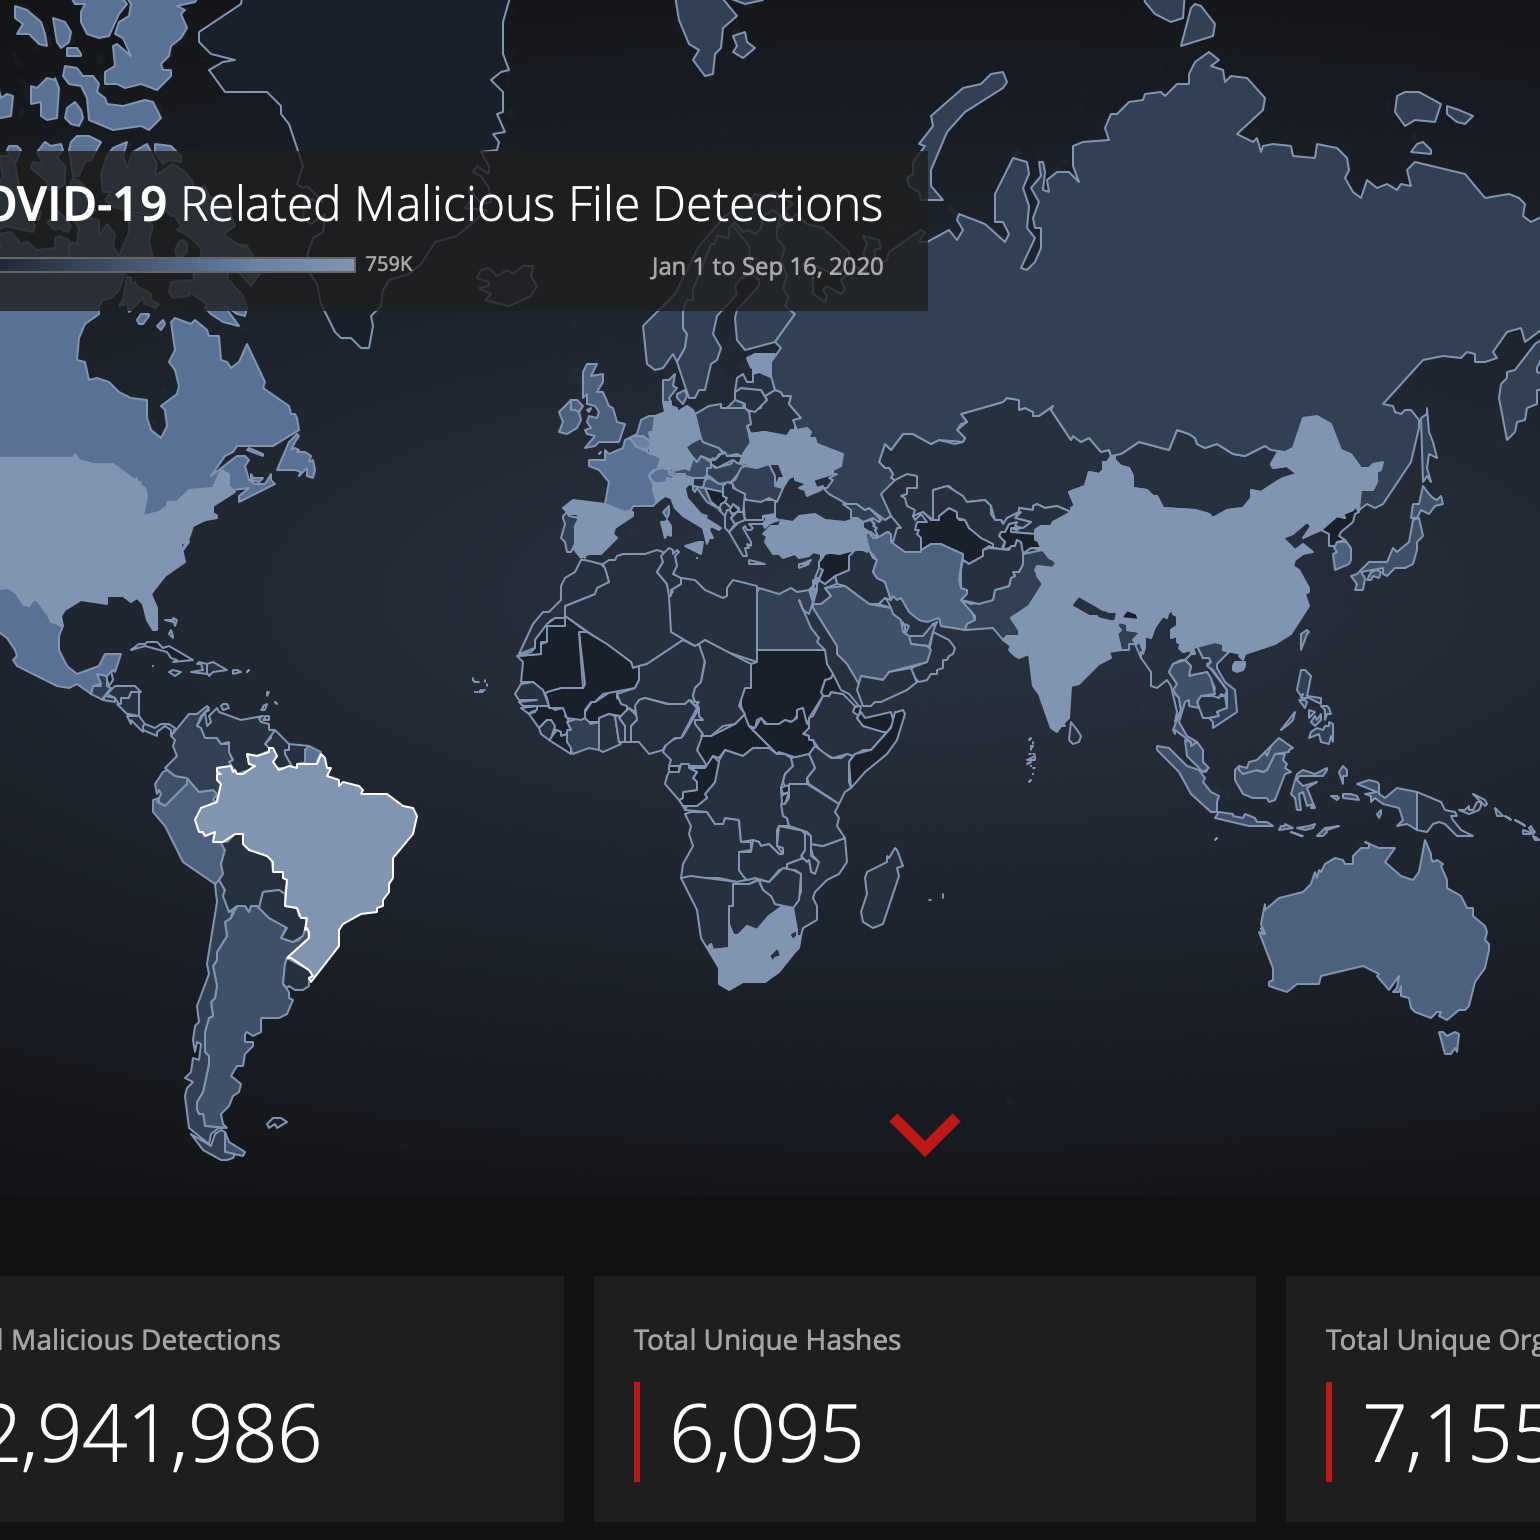 OVID-19 Related Malicious File Detections
759K
Jan 1 to Sep 16, 2020
Malicious Detections
2,941,986
Total Unique Hashes
6,095
Total Unique Org
7,155